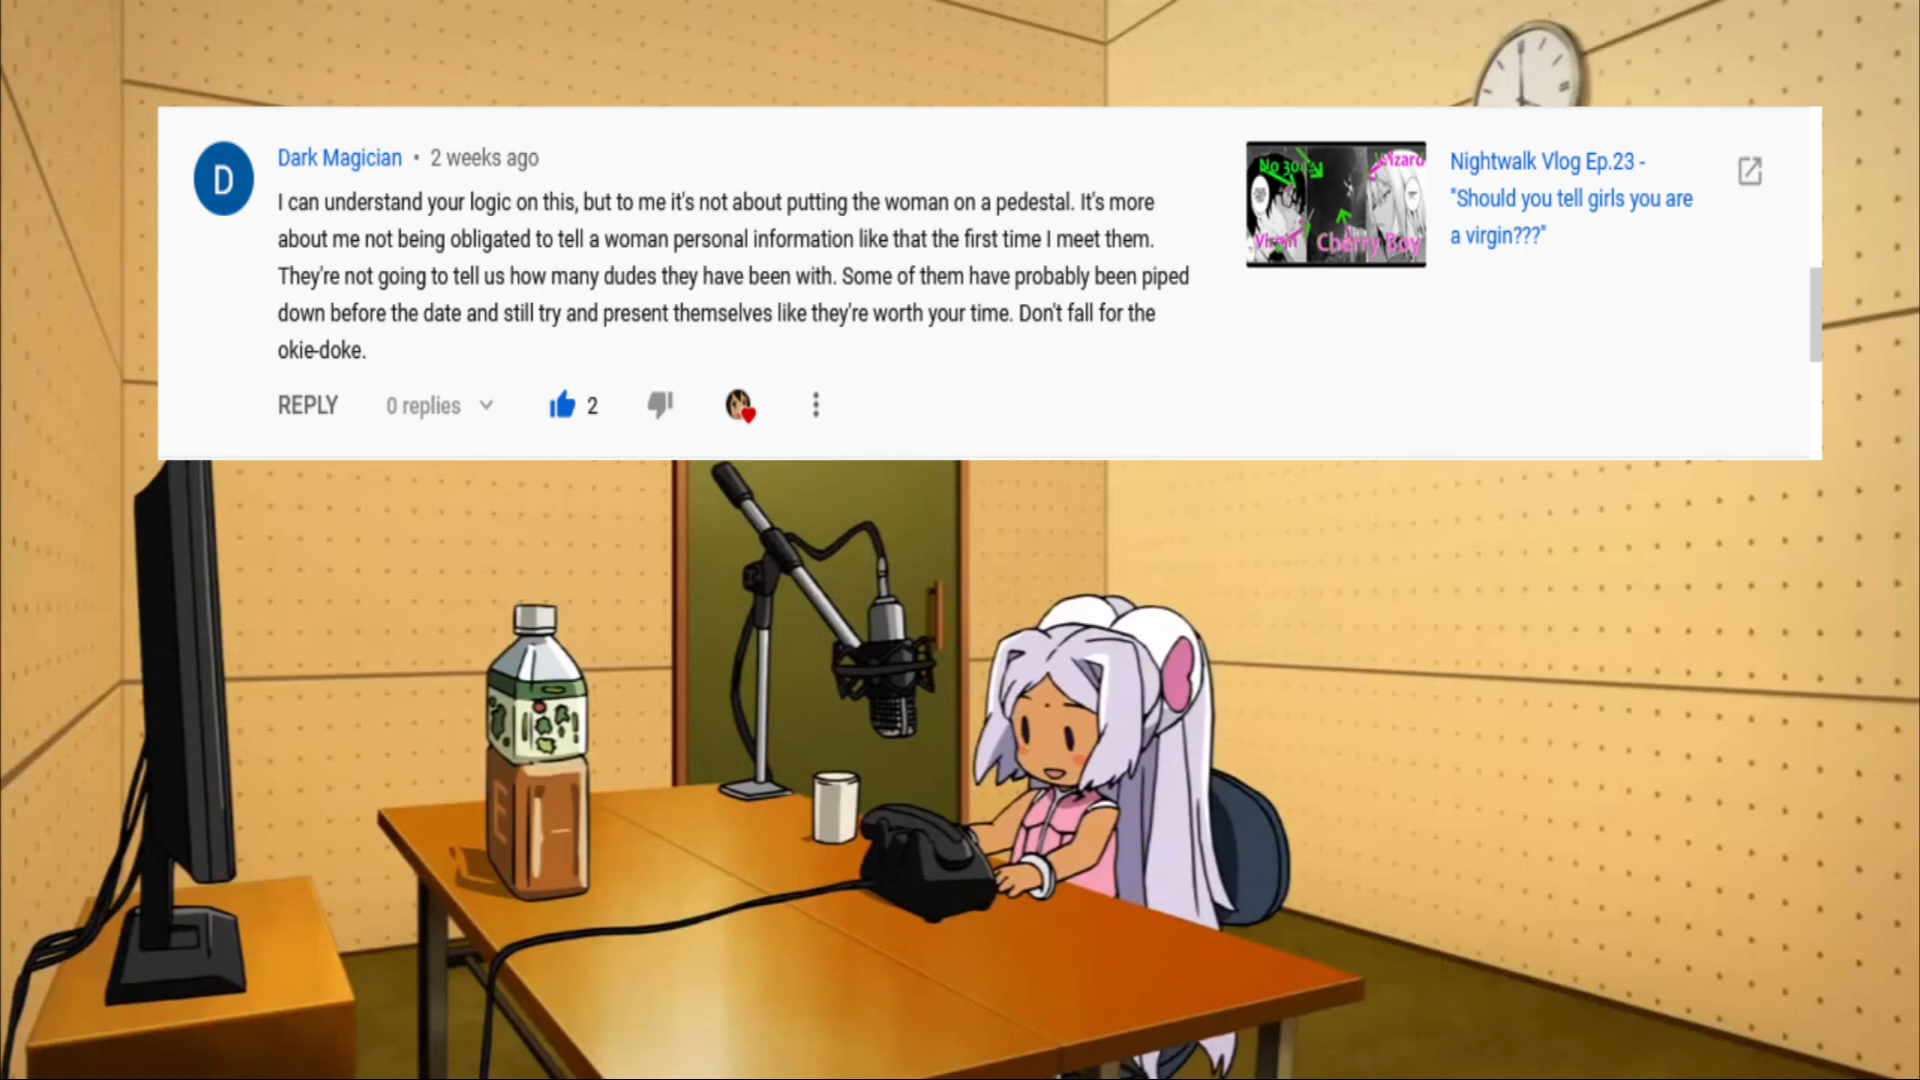 D
Dark Magician • 2 weeks ago
I can understand your logic on this, but to me it's not about putting the woman on a pedestal. It's more
about me not being obligated to tell a woman personal information like that the first time I meet them.
They're not going to tell us how many dudes they have been with. Some of them have probably been piped
down before the date and still try and present themselves like they're worth your time. Don't fall for the
okie-doke.
REPLY 0 replies 2
No 304's
Wizard
Virgin
Cherry Boy
Nightwalk Vlog Ep.23 -
"Should you tell girls you are
a virgin???"